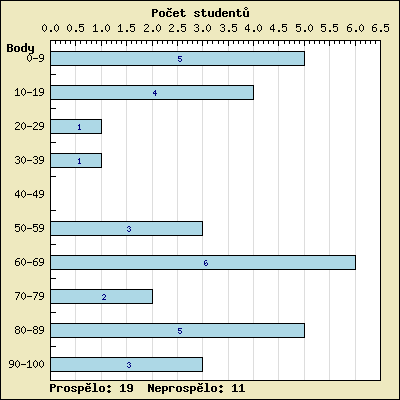 Počet studentů
0.0 0.5 1.0 1.5 2.0 2.5 3.0 3.5 4.0 4.5 5.0 5.5 6.0 6.5
Body
0-9 5
10-19 4
20-29 1
30-39 1
40-49
50-59 3
60-69 6
70-79 2
80-89 5
90-100 3
Prospělo: 19 Neprospělo: 11